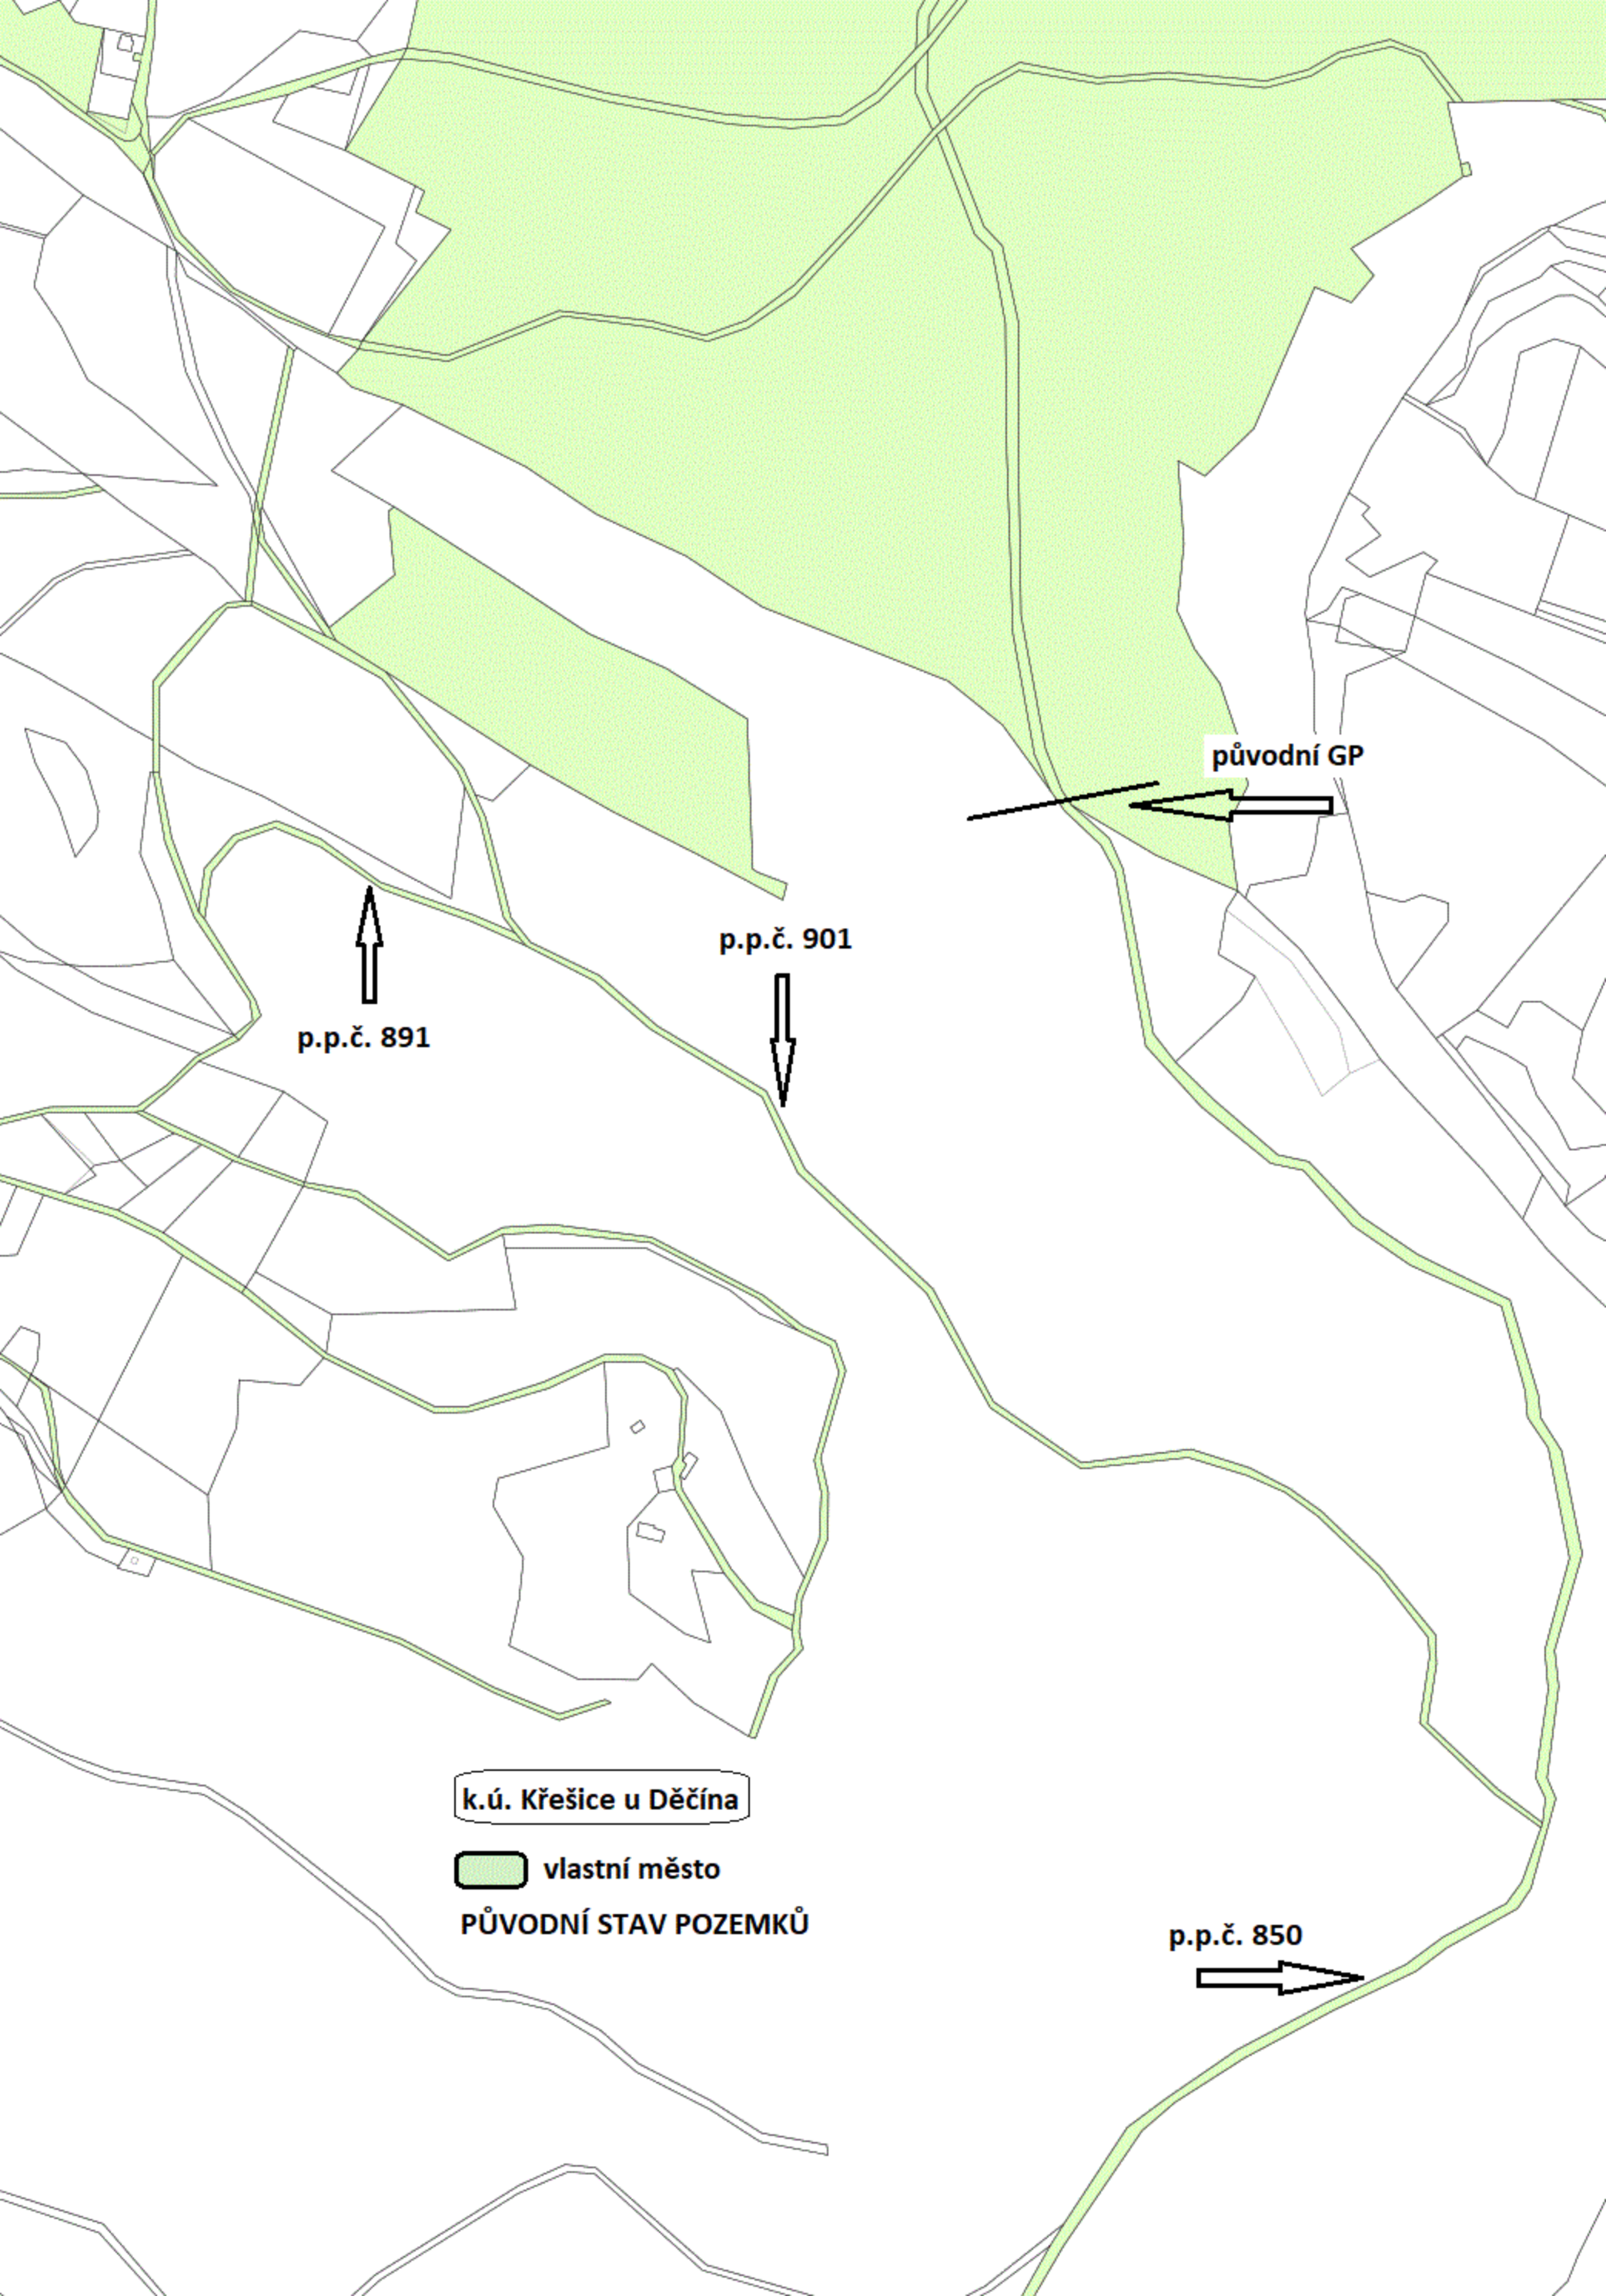 původní GP
p.p.č. 901
p.p.č. 891
k.ú. Křešice u Děčína
vlastní město
PŮVODNÍ STAV POZEMKŮ
p.p.č. 850